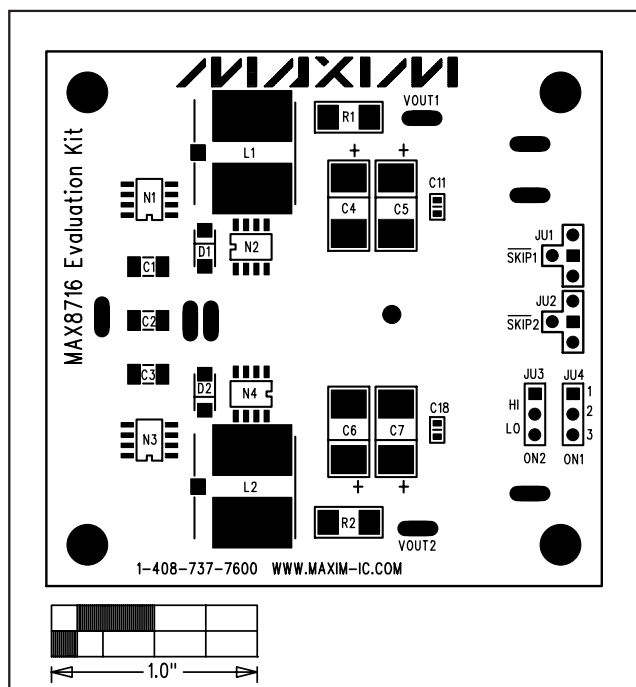 MAXIM
MAX8716 Evaluation Kit
R1
VOUT1
L1
N1
C4
C5
C11
D1
N2
JU1
SKIP1
C1
C2
JU2
SKIP2
C3
D2
N4
JU3
JU4
HI
LO
1
2
3
ON2
ON1
N3
C6
C7
C18
L2
R2
VOUT2
1-408-737-7600 WWW.MAXIM-IC.COM
1.0"